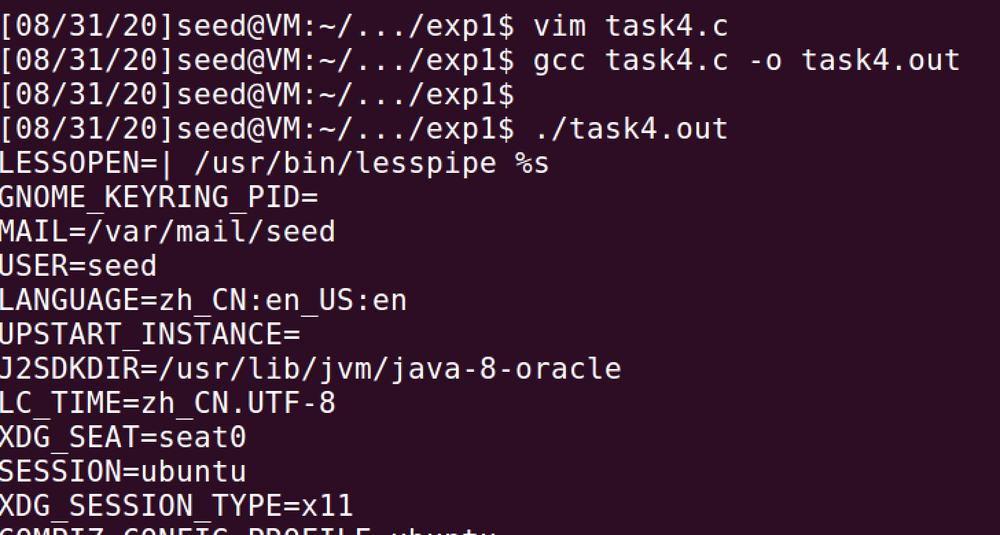 [08/31/20]seed@VM:~/.../exp1$ vim task4.c
[08/31/20]seed@VM:~/.../exp1$ gcc task4.c -o task4.out
[08/31/20]seed@VM:~/.../exp1$
[08/31/20]seed@VM:~/.../exp1$ ./task4.out
LESSOPEN=| /usr/bin/lesspipe %s
GNOME_KEYRING_PID=
MAIL=/var/mail/seed
USER=seed
LANGUAGE=zh_CN:en_US:en
UPSTART_INSTANCE=
J2SDKDIR=/usr/lib/jvm/java-8-oracle
LC_TIME=zh_CN.UTF-8
XDG_SEAT=seat0
SESSION=ubuntu
XDG_SESSION_TYPE=x11
COMPIZ_CONFIG_PROFILE=ubuntu